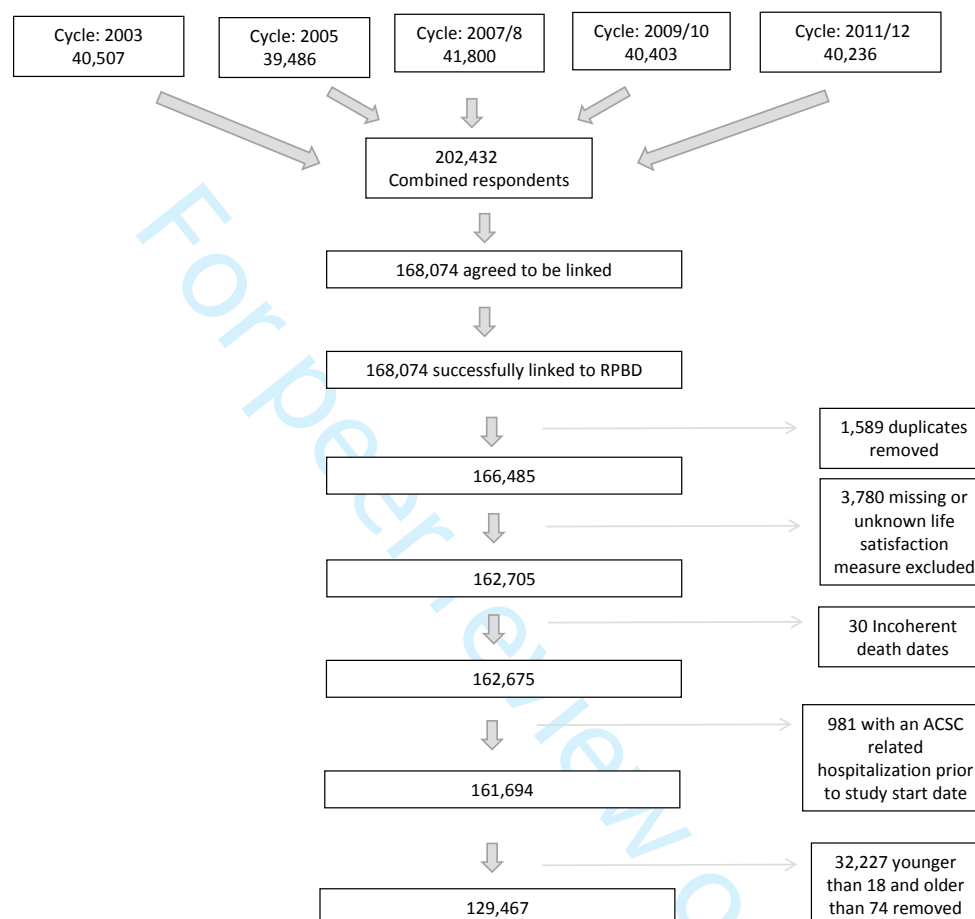 Cycle: 2003
40,507
Cycle: 2005
39,486
Cycle: 2007/8
41,800
Cycle: 2009/10
40,403
Cycle: 2011/12
40,236
202,432
Combined respondents
168,074 agreed to be linked
168,074 successfully linked to RPBD
1,589 duplicates
removed
166,485
3,780 missing or
unknown life
satisfaction
measure excluded
162,705
30 Incoherent
death dates
162,675
981 with an ACSC
related
hospitalization prior
to study start date
161,694
32,227 younger
than 18 and older
than 74 removed
129,467
For peer review o